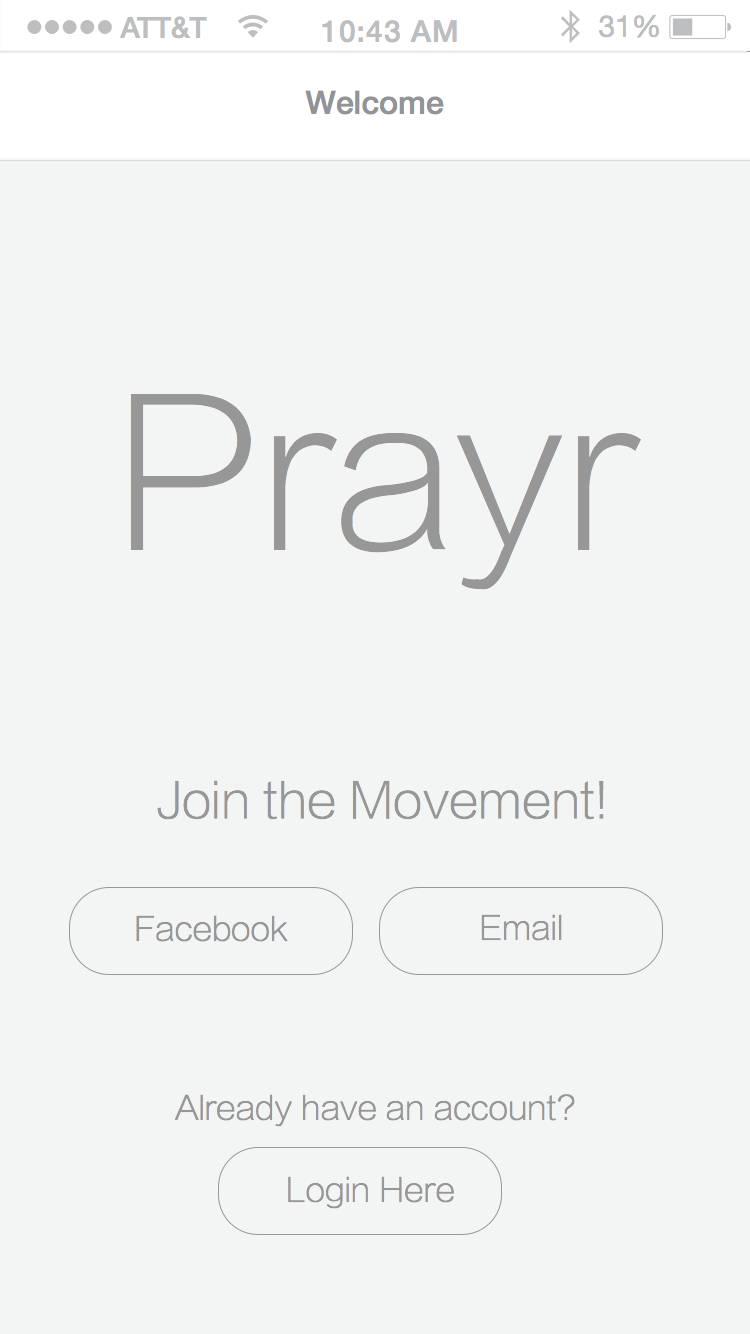 ATT&T 10:43 AM 31%
Welcome
Prayr
Join the Movement!
Facebook Email
Already have an account?
Login Here